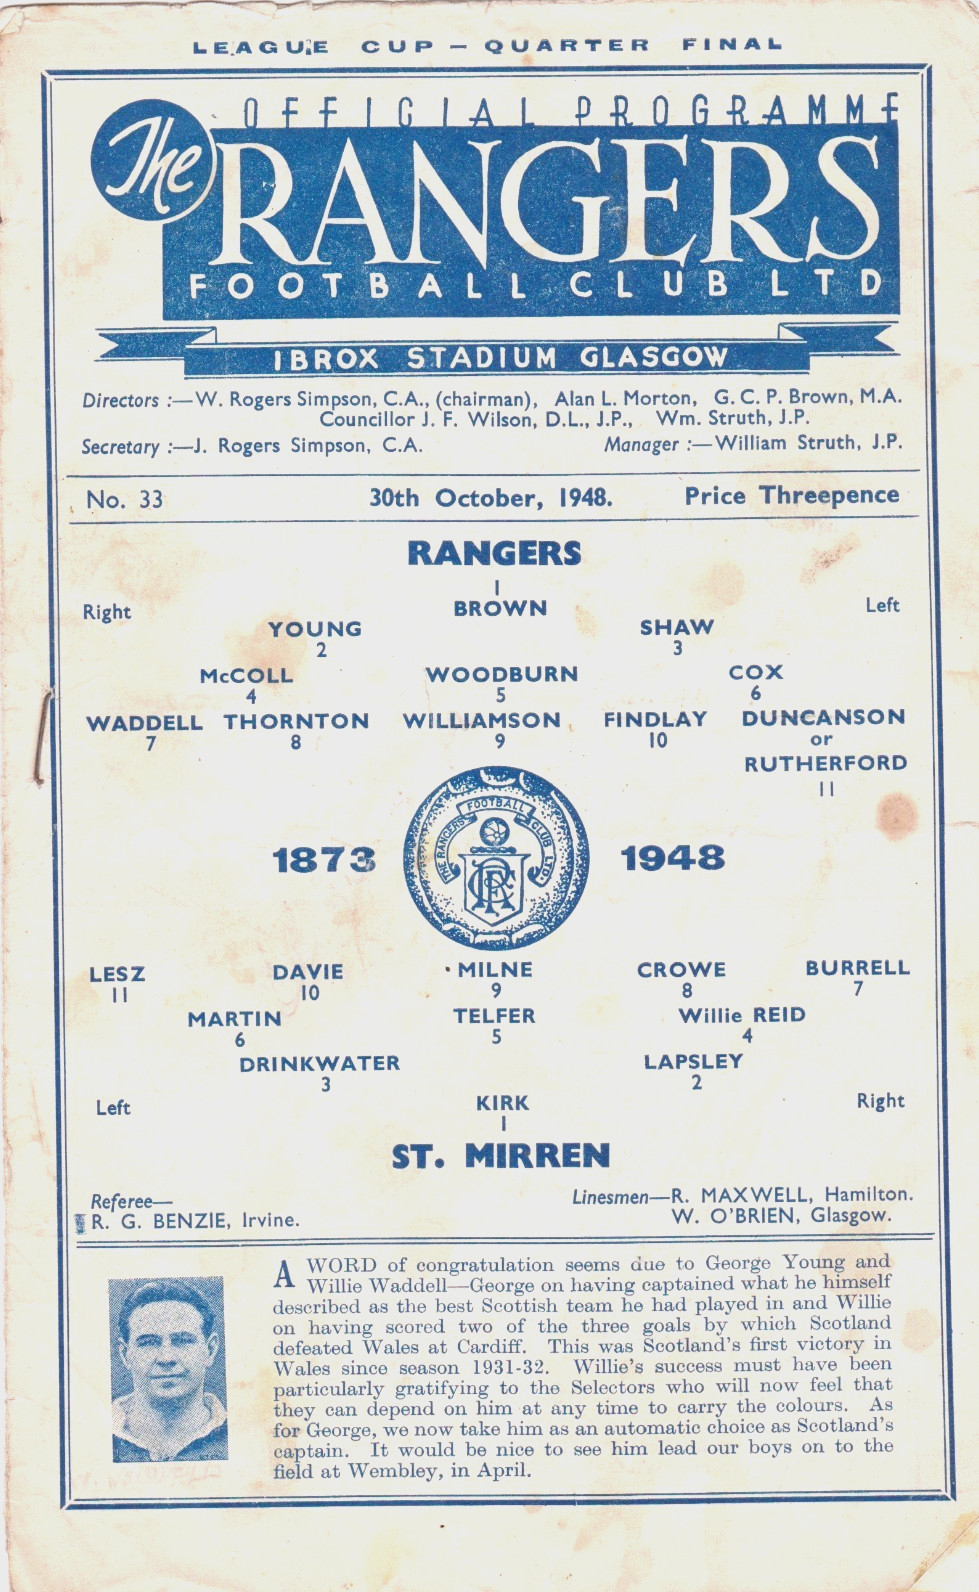 LEAGUE CUP — QUARTER FINAL
OFFICIAL PROGRAMME
The RANGERS
FOOTBALL CLUB LTD
IBROX STADIUM GLASGOW
Directors :—W. Rogers Simpson, C.A., (chairman), Alan L. Morton, G. C. P. Brown, M.A.
Councillor J. F. Wilson, D.L., J.P., Wm. Struth, J.P.
Secretary :—J. Rogers Simpson, C.A. Manager :—William Struth, J.P.
No. 33 30th October, 1948. Price Threepence
RANGERS
1
Right BROWN Left
YOUNG SHAW
2 3
McCOLL WOODBURN COX
4 5 6
WADDELL THORNTON WILLIAMSON FINDLAY DUNCANSON
7 8 9 10 or
RUTHERFORD
11
FOOTBALL
THE RANGERS CLUB LTD.
1873 1948
LESZ DAVIE MILNE CROWE BURRELL
11 10 9 8 7
MARTIN TELFER Willie REID
6 5 4
DRINKWATER LAPSLEY
3 2
Left KIRK Right
1
ST. MIRREN
Referee— Linesmen—R. MAXWELL, Hamilton.
R. G. BENZIE, Irvine. W. O'BRIEN, Glasgow.
A WORD of congratulation seems due to George Young and
Willie Waddell—George on having captained what he himself
described as the best Scottish team he had played in and Willie
on having scored two of the three goals by which Scotland
defeated Wales at Cardiff. This was Scotland's first victory in
Wales since season 1931-32. Willie's success must have been
particularly gratifying to the Selectors who will now feel that
they can depend on him at any time to carry the colours. As
for George, we now take him as an automatic choice as Scotland's
captain. It would be nice to see him lead our boys on to the
field at Wembley, in April.